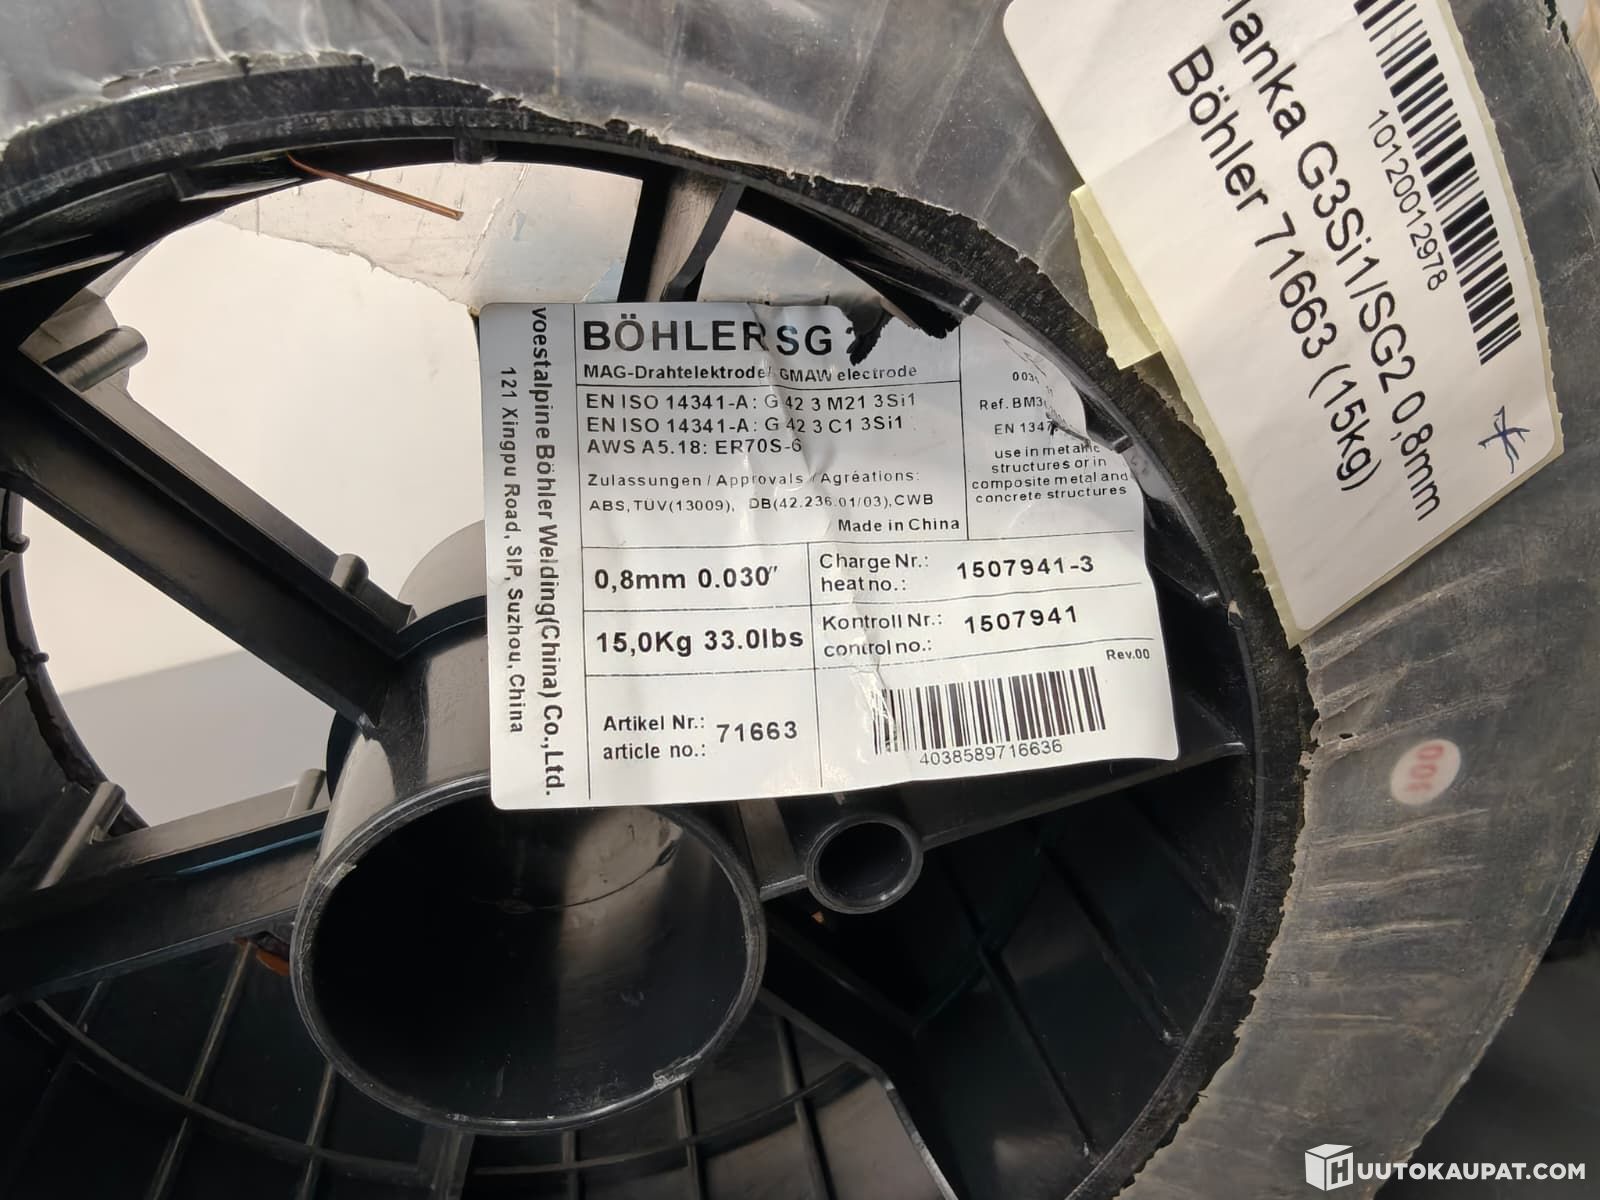 voestalpine Böhler Welding(China) Co.,Ltd.
121 Xingpu Road, SIP, Suzhou, China
BÖHLER SG
MAG-Drahtelektrode/ GMAW electrode
EN ISO 14341-A: G 42 3 M21 3Si1
EN ISO 14341-A: G 42 3 C1 3Si1
AWS A5.18: ER70S-6
Zulassungen / Approvals / Agréations:
ABS,TÜV(13009), DB(42.236.01/03),CWB
Made in China
Ref.
EN
use in metallic
structures or in
composite metal and
concrete structures
0,8mm 0.030″
15,0Kg 33.0lbs
Charge Nr.:
heat no.:
1507941-3
Kontroll Nr.:
control no.:
1507941
Rev.00
Artikel Nr.:
article no.:
71663
4038589716636
10120012978
G3Si1/SG2 0,8mm
Böhler 71663 (15kg)
HUUTOKAUPAT.COM